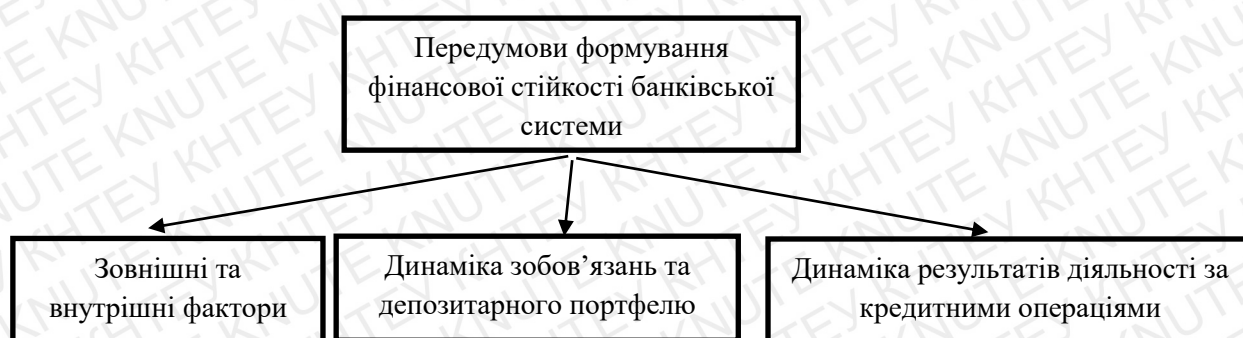 Передумови формування
фінансової стійкості банківської
системи
Зовнішні та
внутрішні фактори
Динаміка зобов’язань та
депозитарного портфелю
Динаміка результатів діяльності за
кредитними операціями